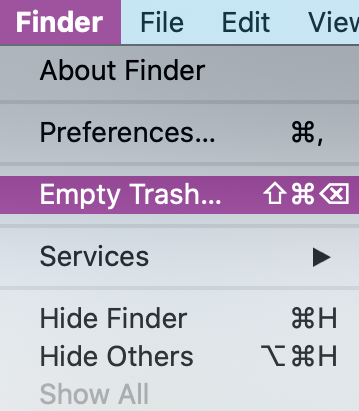 Finder File Edit View
About Finder
Preferences... ⌘,
Empty Trash... ⇧⌘⌫
Services ▶
Hide Finder ⌘H
Hide Others ⌥⌘H
Show All